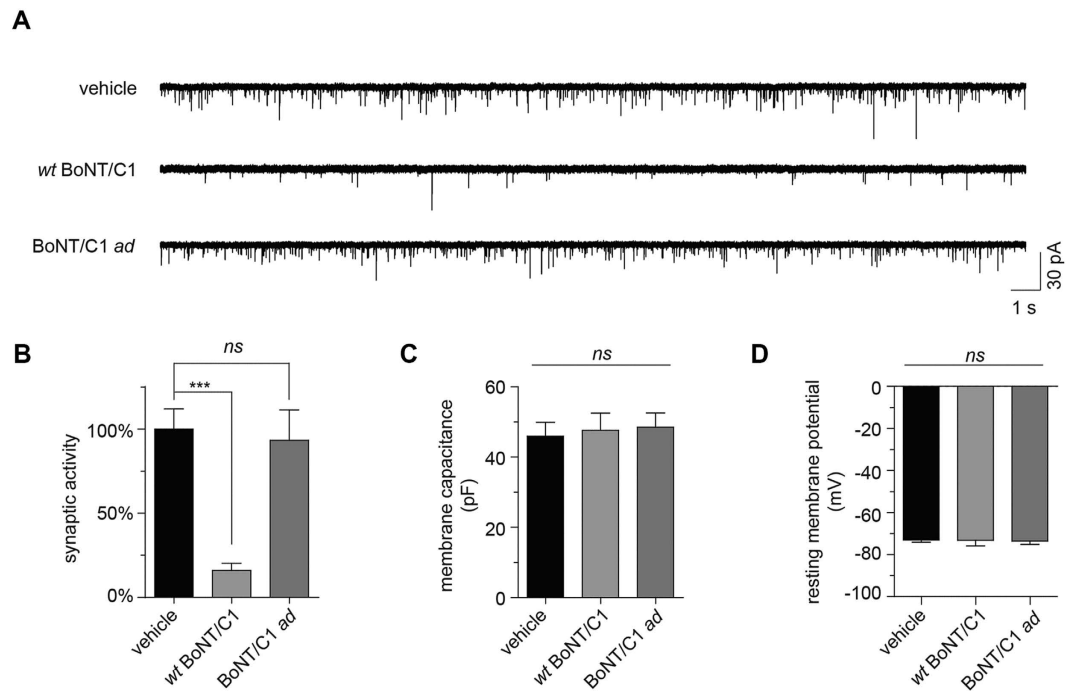 A
vehicle
wt BoNT/C1
BoNT/C1 ad
30 pA
1 s
B
ns
***
synaptic activity
100%
50%
0%
vehicle
wt BoNT/C1
BoNT/C1 ad
C
ns
membrane capacitance
(pF)
60
40
20
0
vehicle
wt BoNT/C1
BoNT/C1 ad
D
ns
resting membrane potential
(mV)
0
-20
-40
-60
-80
-100
vehicle
wt BoNT/C1
BoNT/C1 ad